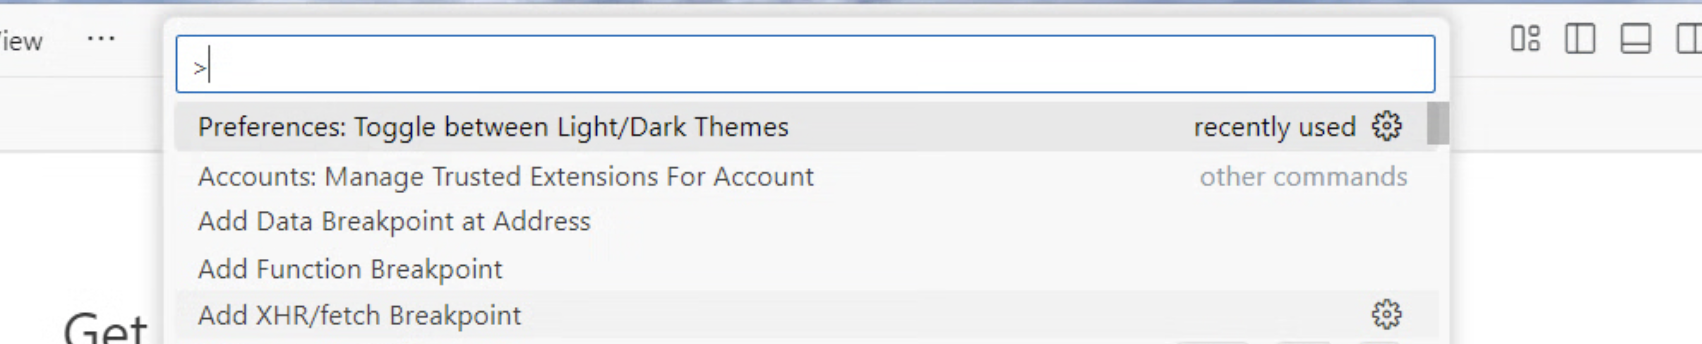 iew ...
>
Preferences: Toggle between Light/Dark Themes recently used
Accounts: Manage Trusted Extensions For Account other commands
Add Data Breakpoint at Address
Add Function Breakpoint
Add XHR/fetch Breakpoint
Get